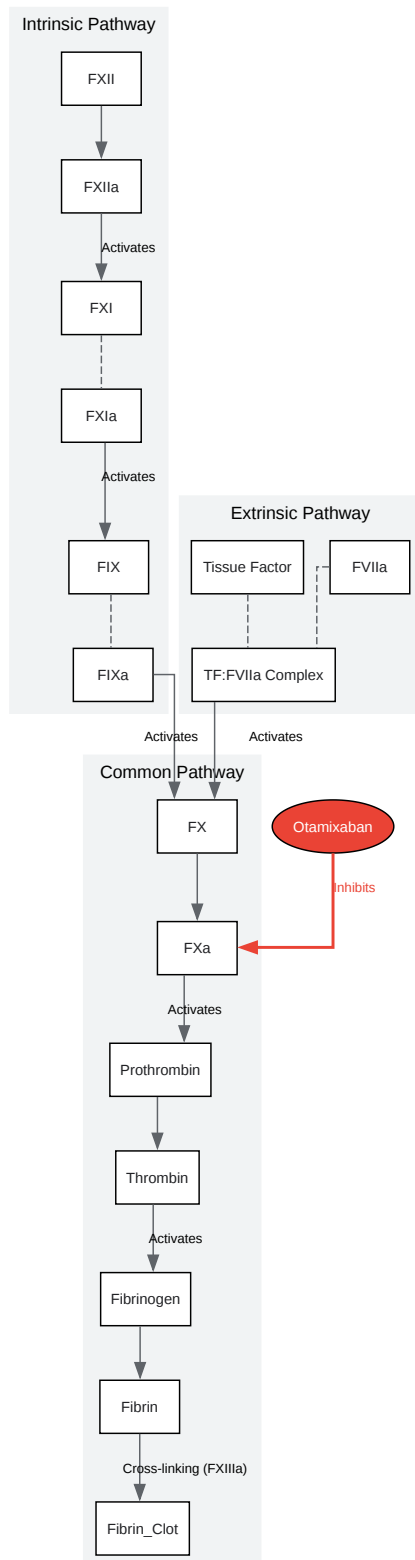 Intrinsic Pathway
FXII
FXIIa
Activates
FXI
FXIa
Activates
FIX
FIXa
Extrinsic Pathway
Tissue Factor
FVIIa
TF:FVIIa Complex
Activates
Activates
Common Pathway
FX
Otamixaban
Inhibits
FXa
Activates
Prothrombin
Thrombin
Activates
Fibrinogen
Fibrin
Cross-linking (FXIIIa)
Fibrin_Clot